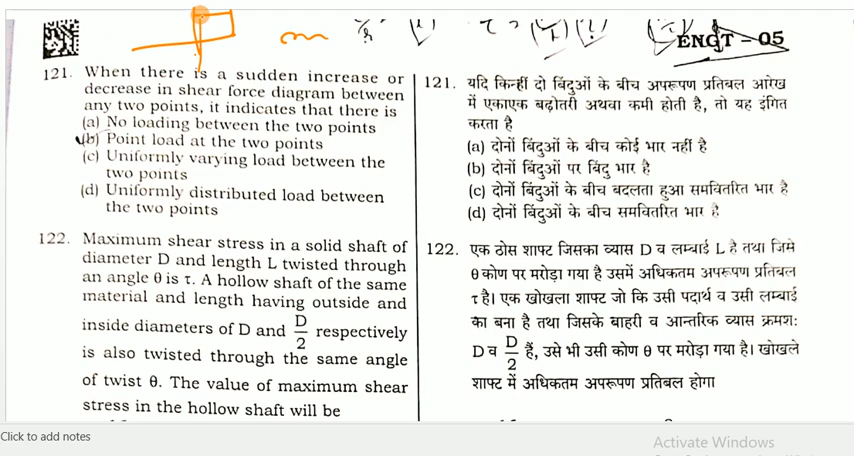 ENGT - 05
121. When there is a sudden increase or
decrease in shear force diagram between
any two points, it indicates that there is
(a) No loading between the two points
(b) Point load at the two points
(c) Uniformly varying load between the
two points
(d) Uniformly distributed load between
the two points
122. Maximum shear stress in a solid shaft of
diameter D and length L twisted through
an angle θ is τ. A hollow shaft of the same
material and length having outside and
inside diameters of D and D/2 respectively
is also twisted through the same angle
of twist θ. The value of maximum shear
stress in the hollow shaft will be
121. यदि किन्हीं दो बिंदुओं के बीच अपरूपण प्रतिबल आरेख
में एकाएक बढ़ोतरी अथवा कमी होती है, तो यह इंगित
करता है
(a) दोनों बिंदुओं के बीच कोई भार नहीं है
(b) दोनों बिंदुओं पर बिंदु भार है
(c) दोनों बिंदुओं के बीच बदलता हुआ समवितरित भार है
(d) दोनों बिंदुओं के बीच समवितरित भार है
122. एक ठोस शाफ्ट जिसका व्यास D व लम्बाई L है तथा जिसे
θ कोण पर मरोड़ा गया है उसमें अधिकतम अपरूपण प्रतिबल
τ है। एक खोखला शाफ्ट जो कि उसी पदार्थ व उसी लम्बाई
का बना है तथा जिसके बाहरी व आन्तरिक व्यास क्रमश:
D व D/2 हैं, उसे भी उसी कोण θ पर मरोड़ा गया है। खोखले
शाफ्ट में अधिकतम अपरूपण प्रतिबल होगा
Click to add notes
Activate Windows